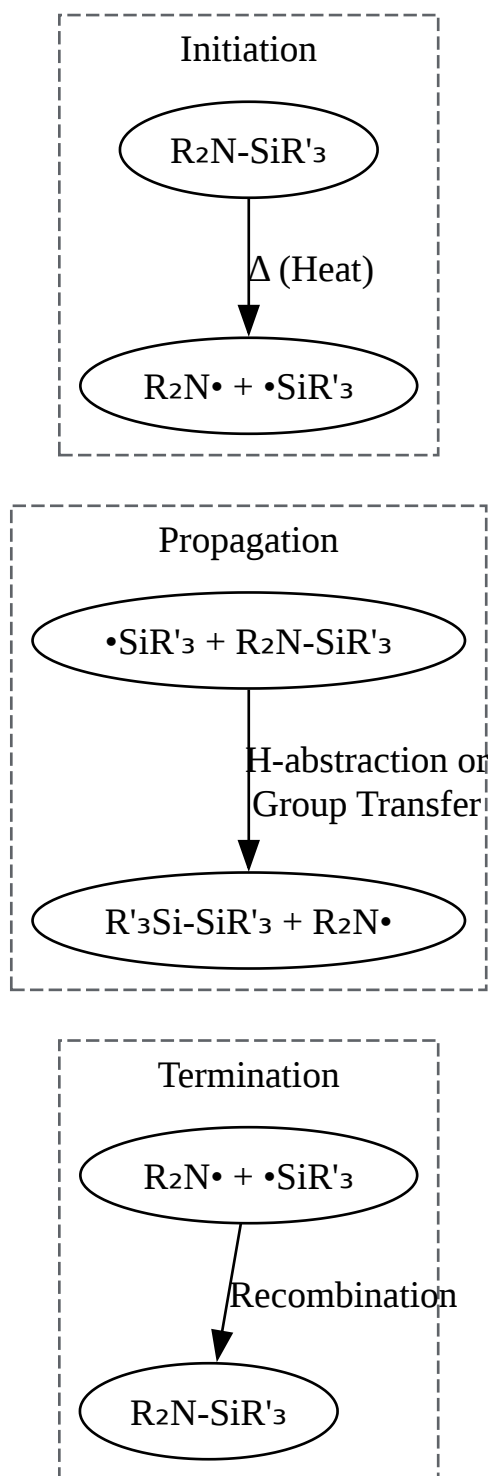 Initiation
R₂N-SiR'₃
Δ (Heat)
R₂N• + •SiR'₃
Propagation
•SiR'₃ + R₂N-SiR'₃
H-abstraction or
Group Transfer
R'₃Si-SiR'₃ + R₂N•
Termination
R₂N• + •SiR'₃
Recombination
R₂N-SiR'₃